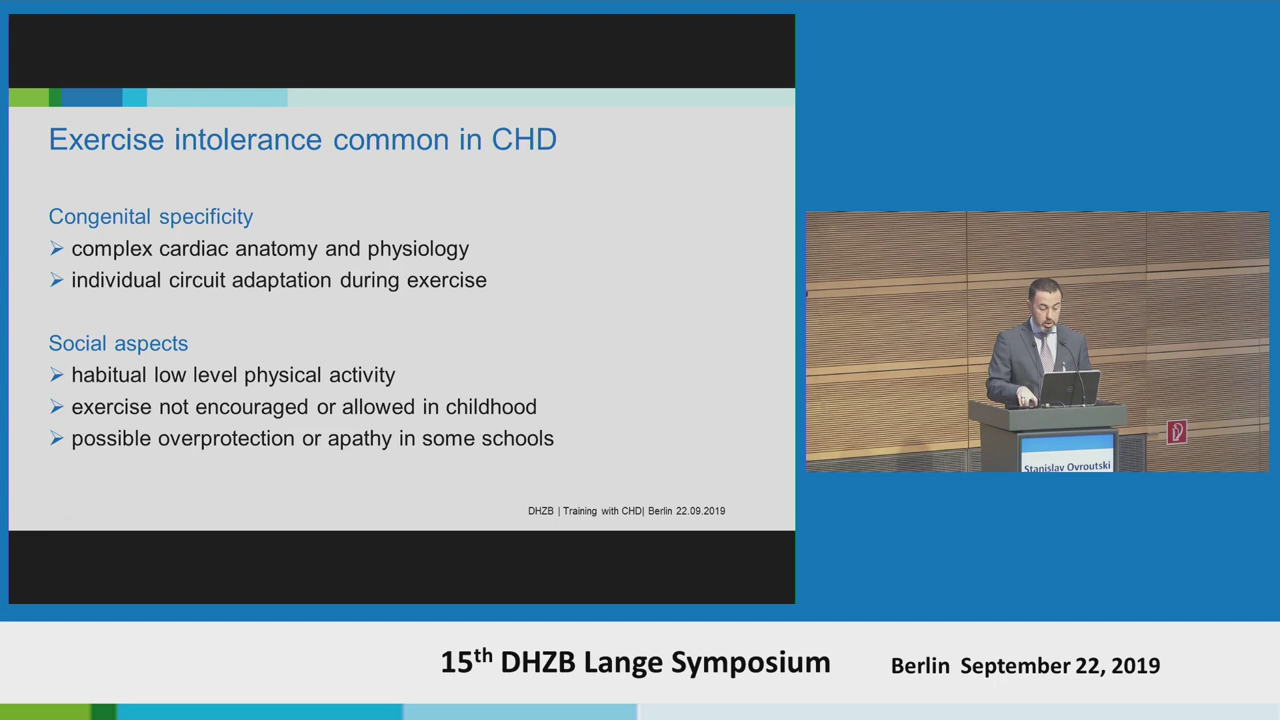 Exercise intolerance common in CHD
Congenital specificity
complex cardiac anatomy and physiology
individual circuit adaptation during exercise
Social aspects
habitual low level physical activity
exercise not encouraged or allowed in childhood
possible overprotection or apathy in some schools
DHZB | Training with CHD| Berlin 22.09.2019
Stanislav Ovroutski
15th DHZB Lange Symposium
Berlin September 22, 2019